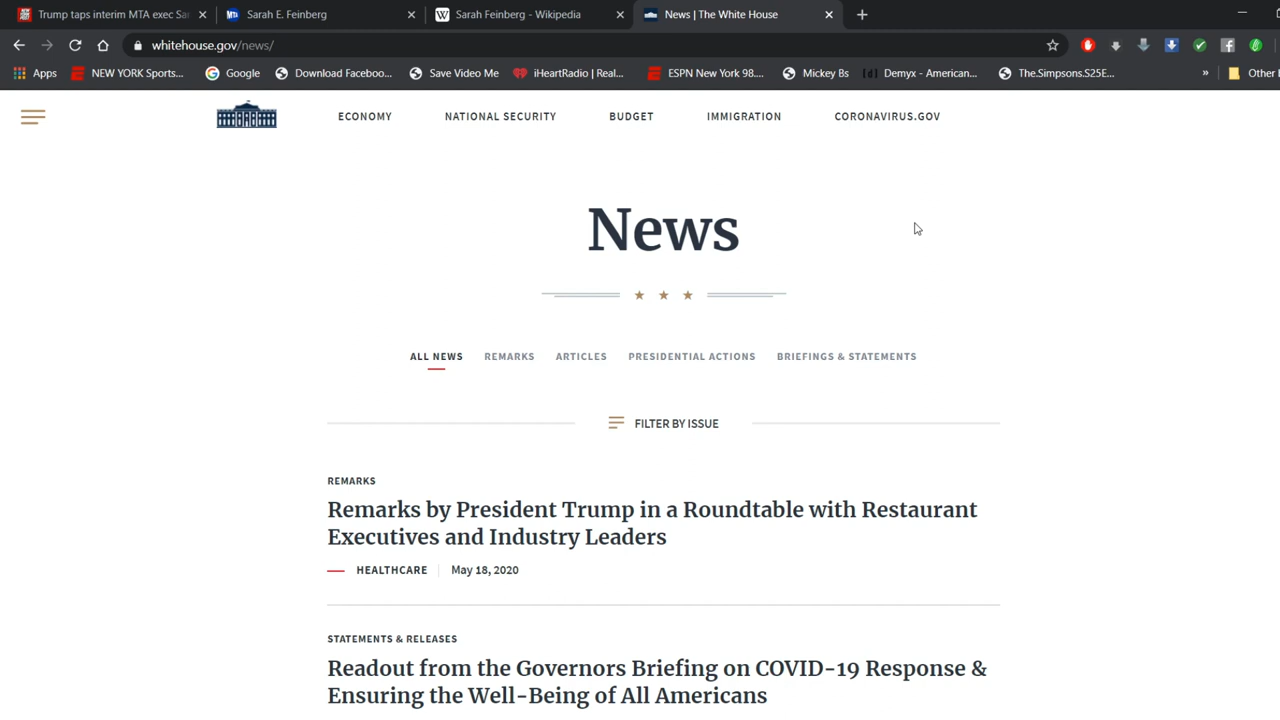 Trump taps interim MTA exec Sa
Sarah E. Feinberg
Sarah Feinberg - Wikipedia
News | The White House
whitehouse.gov/news/
Apps
NEW YORK Sports...
Google
Download Faceboo...
Save Video Me
iHeartRadio | Real...
ESPN New York 98....
Mickey Bs
Demyx - American...
The.Simpsons.S25E...
»
Other
ECONOMY
NATIONAL SECURITY
BUDGET
IMMIGRATION
CORONAVIRUS.GOV
News
ALL NEWS
REMARKS
ARTICLES
PRESIDENTIAL ACTIONS
BRIEFINGS & STATEMENTS
FILTER BY ISSUE
REMARKS
Remarks by President Trump in a Roundtable with Restaurant
Executives and Industry Leaders
HEALTHCARE
May 18, 2020
STATEMENTS & RELEASES
Readout from the Governors Briefing on COVID-19 Response &
Ensuring the Well-Being of All Americans